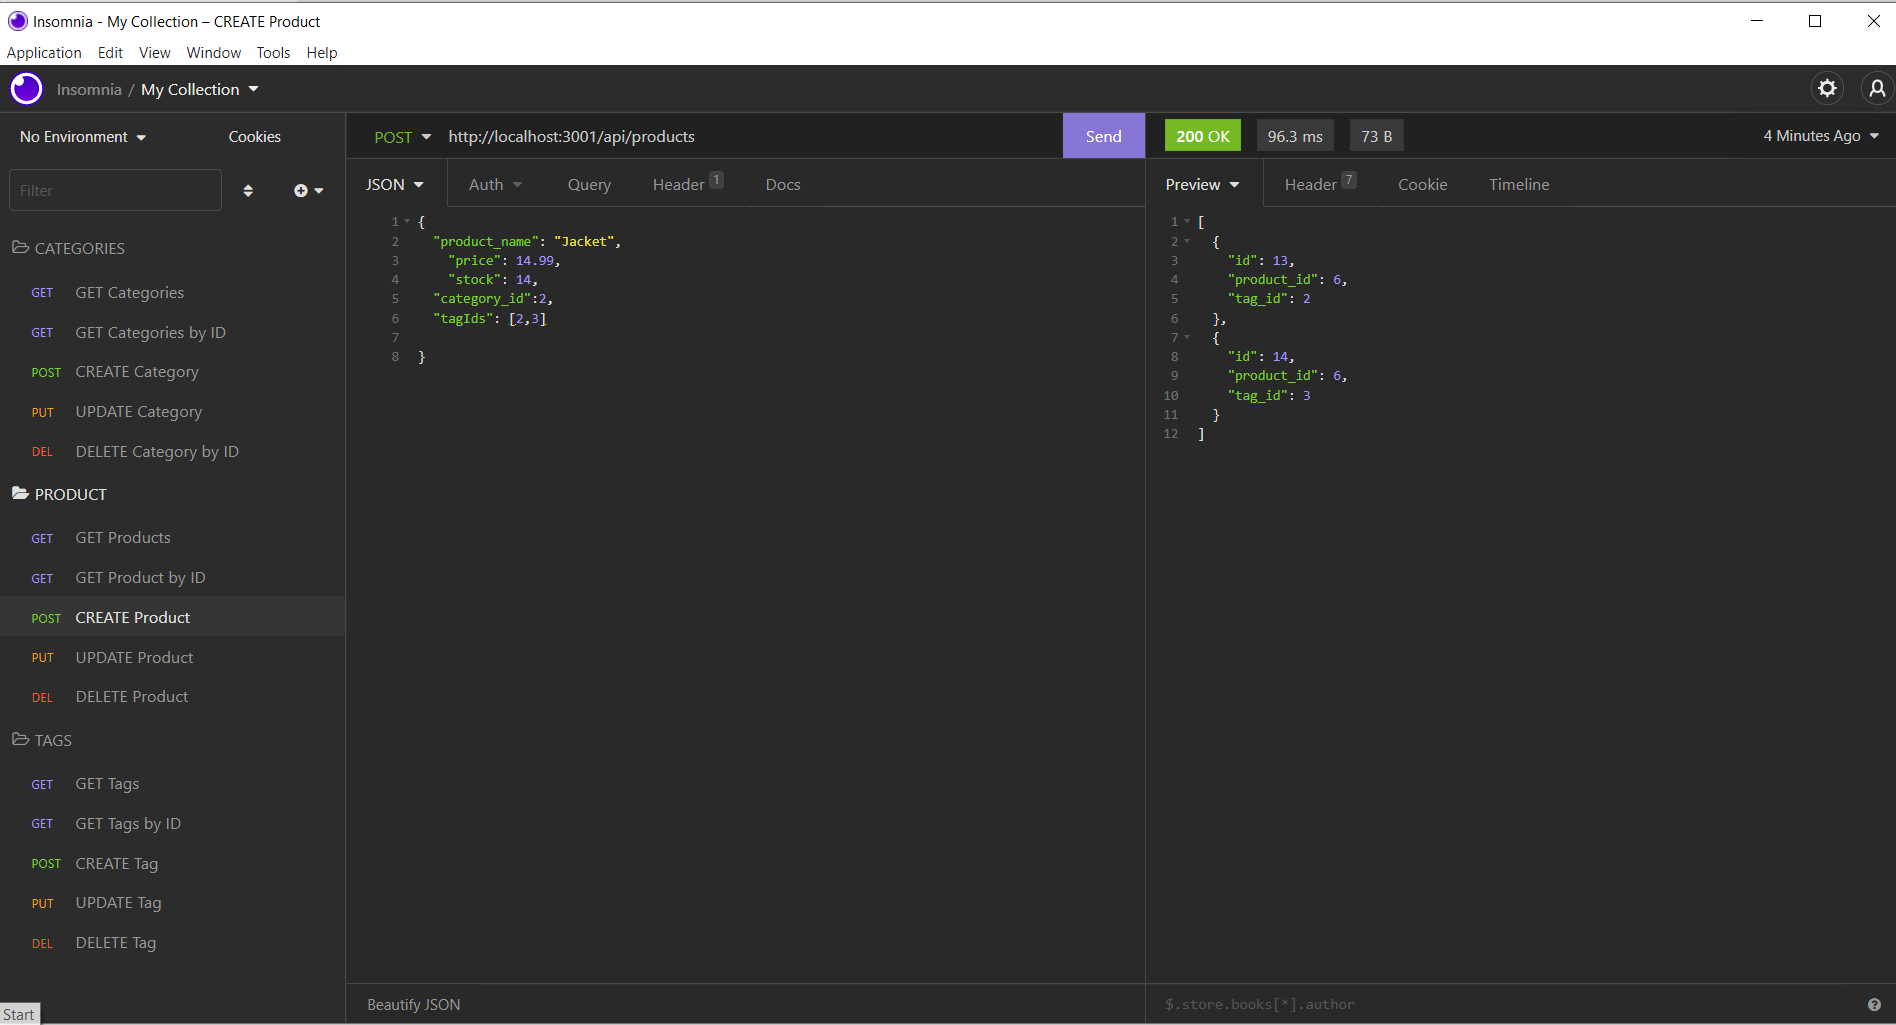 Insomnia - My Collection – CREATE Product
Application Edit View Window Tools Help
Insomnia / My Collection
No Environment Cookies
Filter
CATEGORIES
GET GET Categories
GET GET Categories by ID
POST CREATE Category
PUT UPDATE Category
DEL DELETE Category by ID
PRODUCT
GET GET Products
GET GET Product by ID
POST CREATE Product
PUT UPDATE Product
DEL DELETE Product
TAGS
GET GET Tags
GET GET Tags by ID
POST CREATE Tag
PUT UPDATE Tag
DEL DELETE Tag
Start
POST http://localhost:3001/api/products Send
JSON Auth Query Header 1 Docs
1 {
2 "product_name": "Jacket",
3 "price": 14.99,
4 "stock": 14,
5 "category_id":2,
6 "tagIds": [2,3]
7
8 }
Beautify JSON
200 OK 96.3 ms 73 B 4 Minutes Ago
Preview Header 7 Cookie Timeline
1 [
2 {
3 "id": 13,
4 "product_id": 6,
5 "tag_id": 2
6 },
7 {
8 "id": 14,
9 "product_id": 6,
10 "tag_id": 3
11 }
12 ]
$.store.books[*].author ?